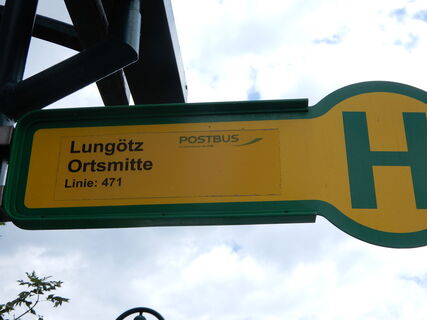 Lungötz
Ortsmitte
Linie: 471
POSTBUS
H